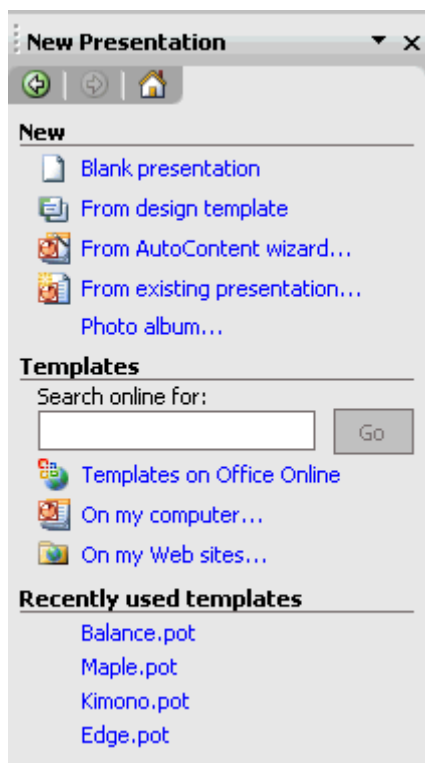 New Presentation
New
Blank presentation
From design template
From AutoContent wizard...
From existing presentation...
Photo album...
Templates
Search online for:
Go
Templates on Office Online
On my computer...
On my Web sites...
Recently used templates
Balance.pot
Maple.pot
Kimono.pot
Edge.pot